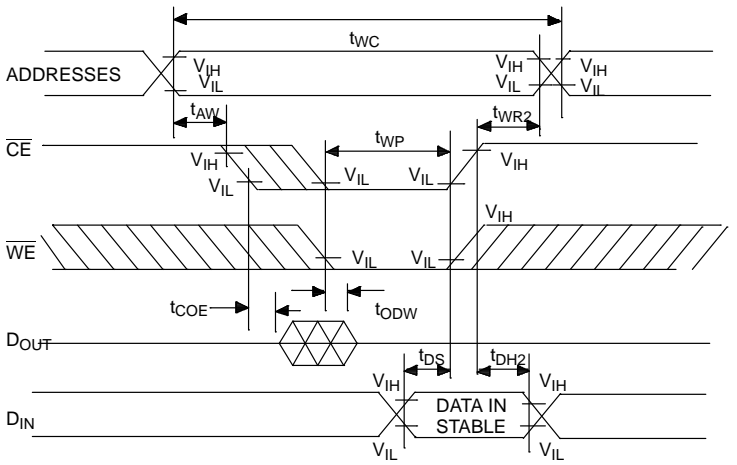 tWC
ADDRESSES VIH VIL VIH VIL VIH VIL
tAW tWR2
CE VIH VIL tWP VIL VIL VIH
WE VIL VIL VIH
tCOE tODW
DOUT tDS tDH2
DIN VIH VIL DATA IN STABLE VIH VIL